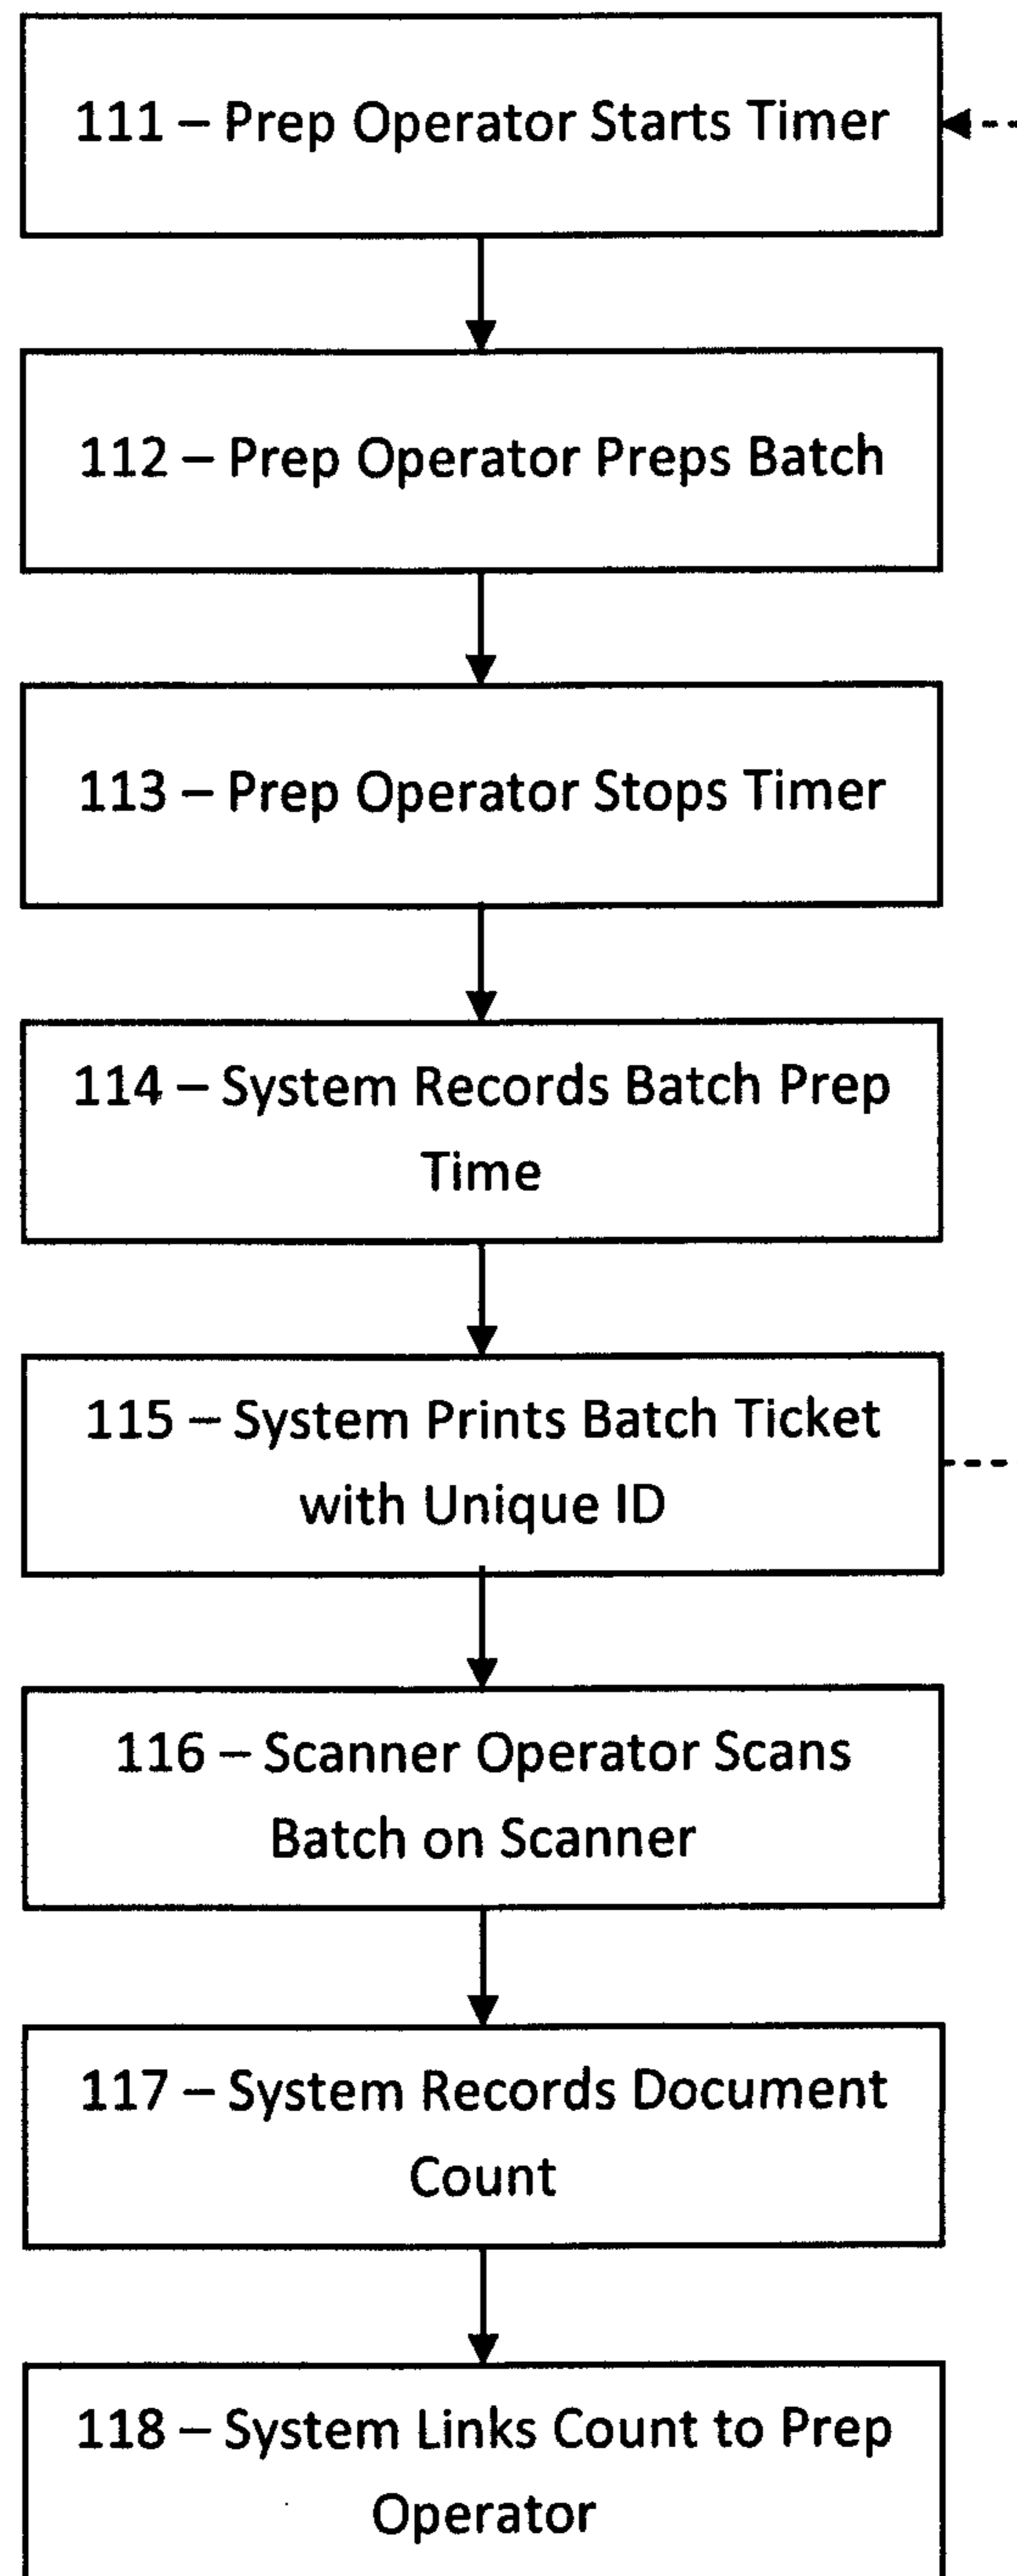 111 – Prep Operator Starts Timer
112 – Prep Operator Preps Batch
113 – Prep Operator Stops Timer
114 – System Records Batch Prep
Time
115 – System Prints Batch Ticket
with Unique ID
116 – Scanner Operator Scans
Batch on Scanner
117 – System Records Document
Count
118 – System Links Count to Prep
Operator